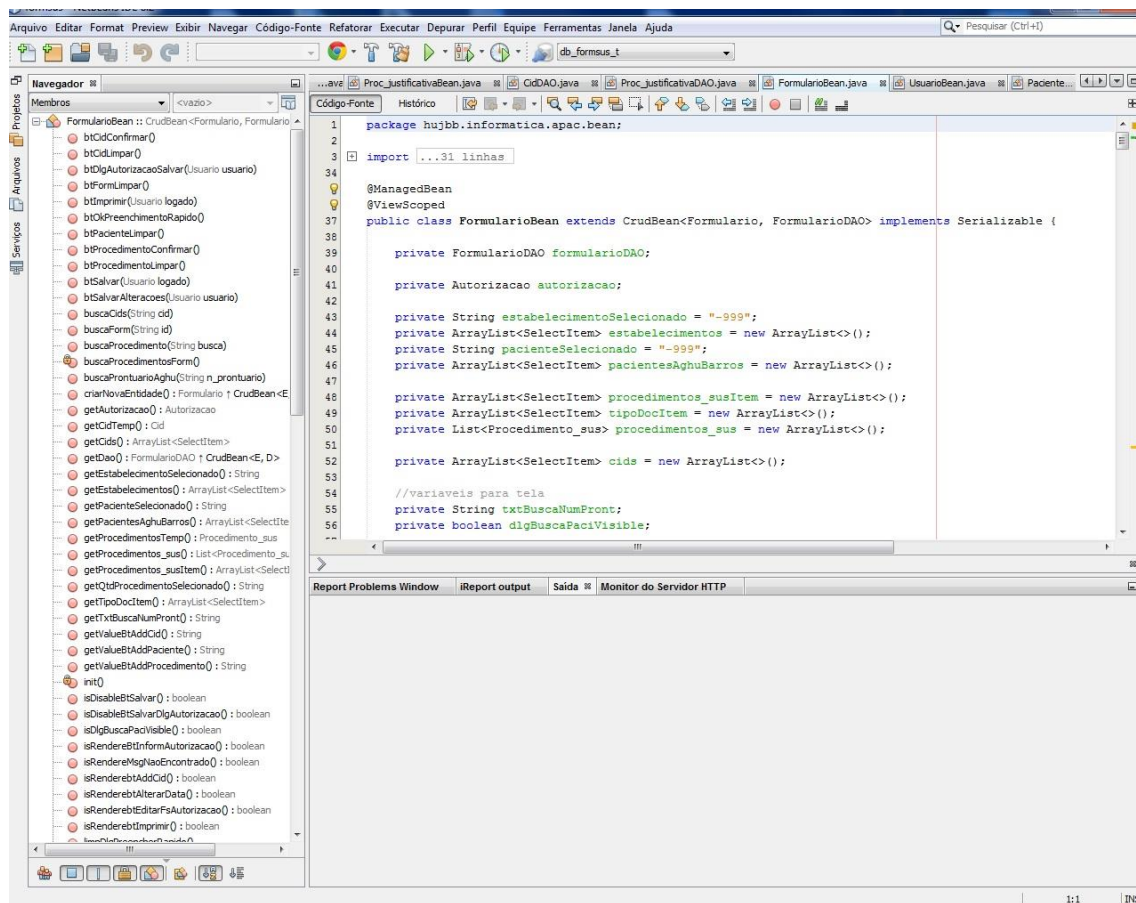 Arquivo Editar Format Preview Exibir Navegar Código-Fonte Refatorar Executar Depurar Perfil Equipe Ferramentas Janela Ajuda
Pesquisar (Ctrl+I)
db_formsus_t
Navegador
Membros
<vazio>
Projetos
Arquivos
Serviços
FormularioBean :: CrudBean<Formulario, Formulario
btCidConfirmar()
btCidLimpar()
btDlgAutorizacaoSalvar(Usuario usuario)
btFormLimpar()
btImprimir(Usuario logado)
btOkPreenchimentoRapido()
btPacienteLimpar()
btProcedimentoConfirmar()
btProcedimentoLimpar()
btSalvar(Usuario logado)
btSalvarAlteracoes(Usuario usuario)
buscaCids(String cid)
buscaForm(String id)
buscaProcedimento(String busca)
buscaProcedimentosForm()
buscaProntuarioAghu(String n_prontuario)
criarNovaEntidade() : Formulario ↑ CrudBean<E
getAutorizacao() : Autorizacao
getCidTemp() : Cid
getCids() : ArrayList<SelectItem>
getDao() : FormularioDAO ↑ CrudBean<E, D>
getEstabelecimentoSelecionado() : String
getEstabelecimentos() : ArrayList<SelectItem>
getPacienteSelecionado() : String
getPacientesAghuBarros() : ArrayList<SelectIte
getProcedimentosTemp() : Procedimento_sus
getProcedimentos_sus() : List<Procedimento_su
getProcedimentos_susItem() : ArrayList<SelectI
getQtdProcedimentoSelecionado() : String
getTipoDocItem() : ArrayList<SelectItem>
getTxtBuscaNumPront() : String
getValueBtAddCid() : String
getValueBtAddPaciente() : String
getValueBtAddProcedimento() : String
init()
isDisableBtSalvar() : boolean
isDisableBtSalvarDlgAutorizacao() : boolean
isDlgBuscaPaciVisible() : boolean
isRendereBtInformAutorizacao() : boolean
isRendereMsgNaoEncontrado() : boolean
isRenderebtAddCid() : boolean
isRenderebtAlterarData() : boolean
isRenderebtEditarFsAutorizacao() : boolean
isRenderebtImprimir() : boolean
...ava Proc_justificativaBean.java CidDAO.java Proc_justificativaDAO.java FormularioBean.java UsuarioBean.java Paciente...
Código-Fonte Histórico
1 package hujbb.informatica.apac.bean;
2
3 import ...31 linhas
34
@ManagedBean
@ViewScoped
37 public class FormularioBean extends CrudBean<Formulario, FormularioDAO> implements Serializable {
38
39 private FormularioDAO formularioDAO;
40
41 private Autorizacao autorizacao;
42
43 private String estabelecimentoSelecionado = "-999";
44 private ArrayList<SelectItem> estabelecimentos = new ArrayList<>();
45 private String pacienteSelecionado = "-999";
46 private ArrayList<SelectItem> pacientesAghuBarros = new ArrayList<>();
47
48 private ArrayList<SelectItem> procedimentos_susItem = new ArrayList<>();
49 private ArrayList<SelectItem> tipoDocItem = new ArrayList<>();
50 private List<Procedimento_sus> procedimentos_sus = new ArrayList<>();
51
52 private ArrayList<SelectItem> cids = new ArrayList<>();
53
54 //variaveis para tela
55 private String txtBuscaNumPront;
56 private boolean dlgBuscaPaciVisible;
Report Problems Window iReport output Saída Monitor do Servidor HTTP
1:1 INS